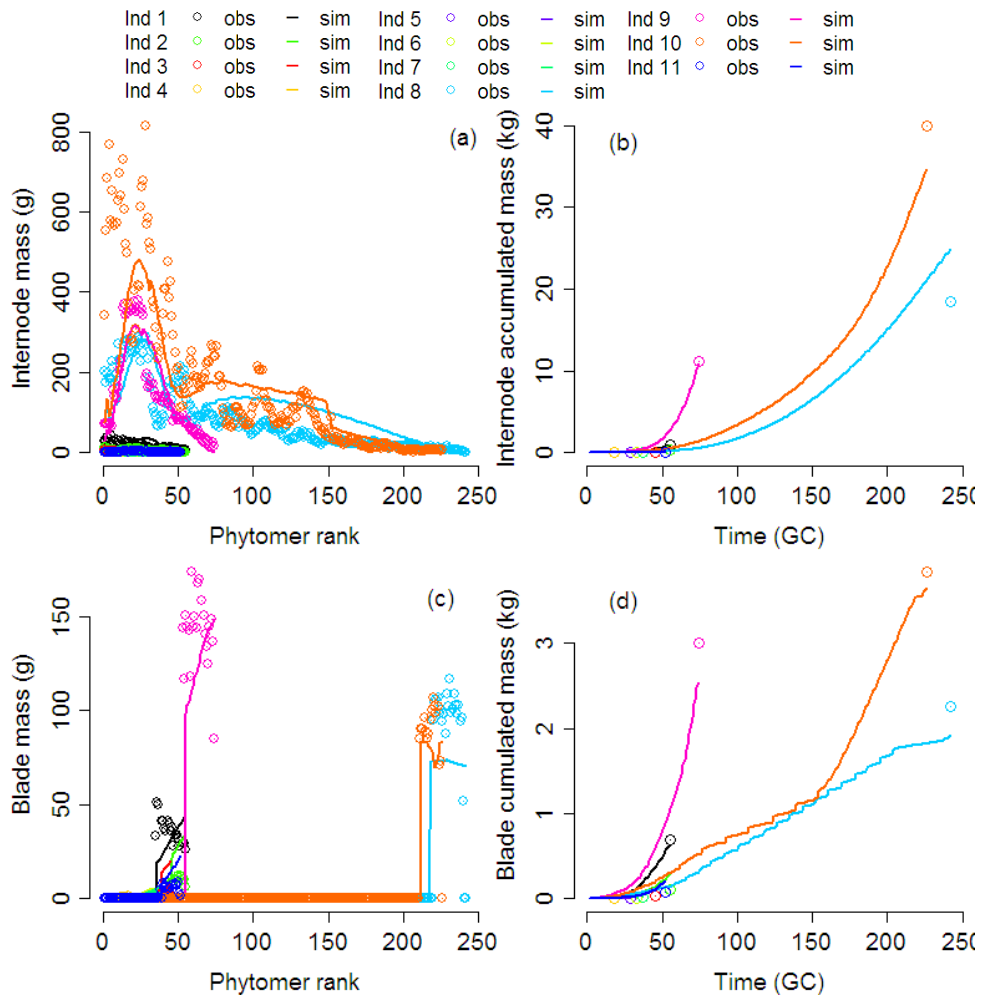 Ind 1 obs sim Ind 5 obs sim Ind 9 obs sim
Ind 2 obs sim Ind 6 obs sim Ind 10 obs sim
Ind 3 obs sim Ind 7 obs sim Ind 11 obs sim
Ind 4 obs sim Ind 8 obs sim
(a)
Internode mass (g)
800
600
400
200
0
0 50 100 150 200 250
Phytomer rank
(b)
Internode accumulated mass (kg)
40
30
20
10
0
0 50 100 150 200 250
Time (GC)
(c)
Blade mass (g)
150
100
50
0
0 50 100 150 200 250
Phytomer rank
(d)
Blade cumulated mass (kg)
3
2
1
0
0 50 100 150 200 250
Time (GC)